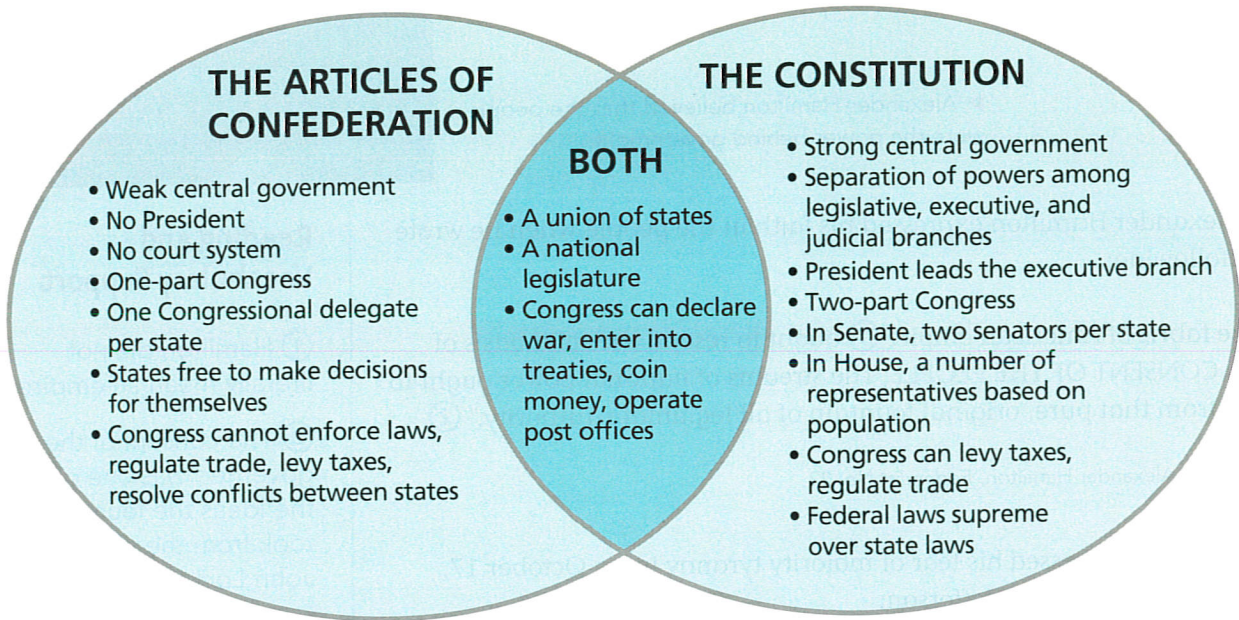 THE ARTICLES OF
CONFEDERATION
• Weak central government
• No President
• No court system
• One-part Congress
• One Congressional delegate
per state
• States free to make decisions
for themselves
• Congress cannot enforce laws,
regulate trade, levy taxes,
resolve conflicts between states
BOTH
• A union of states
• A national
legislature
• Congress can declare
war, enter into
treaties, coin
money, operate
post offices
THE CONSTITUTION
• Strong central government
• Separation of powers among
legislative, executive, and
judicial branches
• President leads the executive branch
• Two-part Congress
• In Senate, two senators per state
• In House, a number of
representatives based on
population
• Congress can levy taxes,
regulate trade
• Federal laws supreme
over state laws